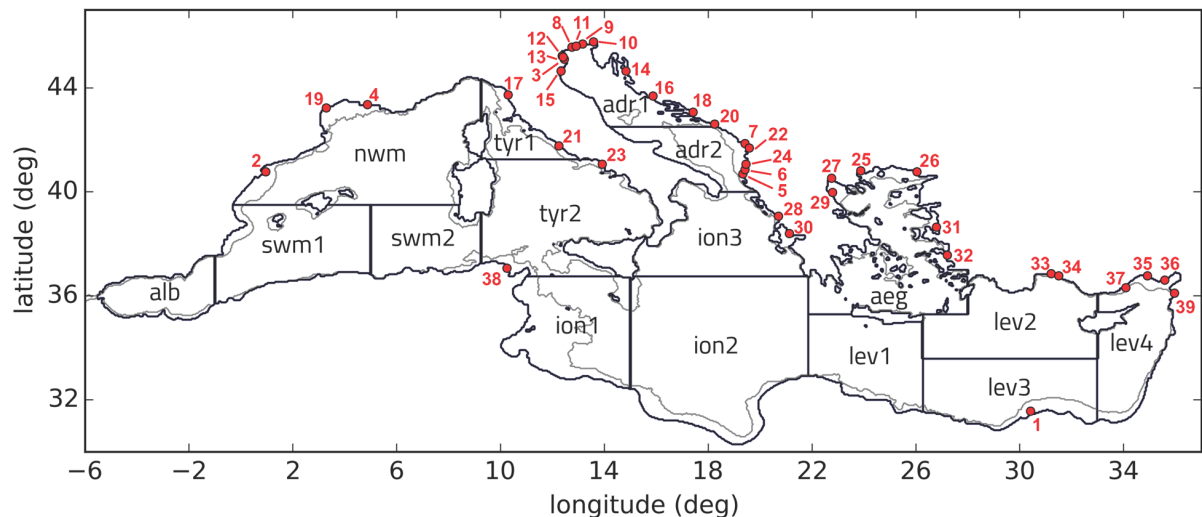 8 11 9
12 10
13
3 14
15 16
17 18
19 4 20
44
adr1
7 22
21 24
23 6
5
nwm tyr1 adr2
2 27 25 26
29
40
28
30 31
32
swm1 swm2 tyr2 ion3
38 33 34 35 36
37
39
36
alb ion1 aeg lev2
ion2 lev1 lev4
lev3
32
1
latitude (deg)
−6 −2 2 6 10 14 18 22 26 30 34
longitude (deg)